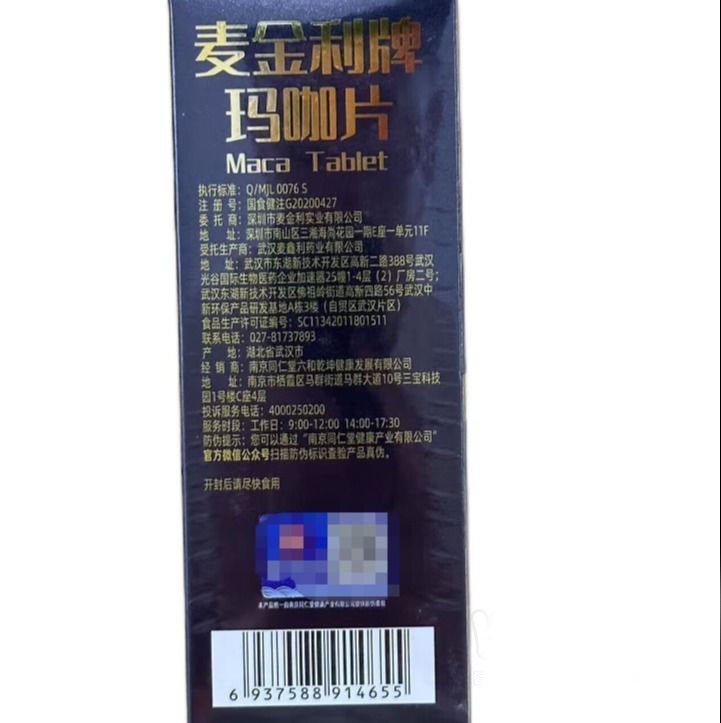 麦金利牌
玛咖片
Maca Tablet
执行标准：Q/MJL 0076 S
注 册 号：国食健注G20200427
委 托 商：深圳市麦金利实业有限公司
地 址：深圳市南山区三湘海尚花园一期E座一单元11F
受托生产商：武汉麦鑫利药业有限公司
地 址：武汉市东湖新技术开发区高新二路388号武汉
光谷国际生物医药企业加速器25幢1-4层（2）厂房二号；
武汉东湖新技术开发区佛祖岭街道高新四路56号武汉中
新环保产品研发基地A栋3楼（自贸区武汉片区）
食品生产许可证编号：SC11342011801511
联系电话：027-81737893
产 地：湖北省武汉市
经 销 商：南京同仁堂六和乾坤健康发展有限公司
地 址：南京市栖霞区马群街道马群大道10号三宝科技
园1号楼C座4层
投诉服务电话：4000250200
服务时段：工作日：9:00-12:00 14:00-17:30
防伪提示：您可以通过“南京同仁堂健康产业有限公司”
官方微信公众号扫描防伪标识查验产品真伪。
开封后请尽快食用
6 937588 914655